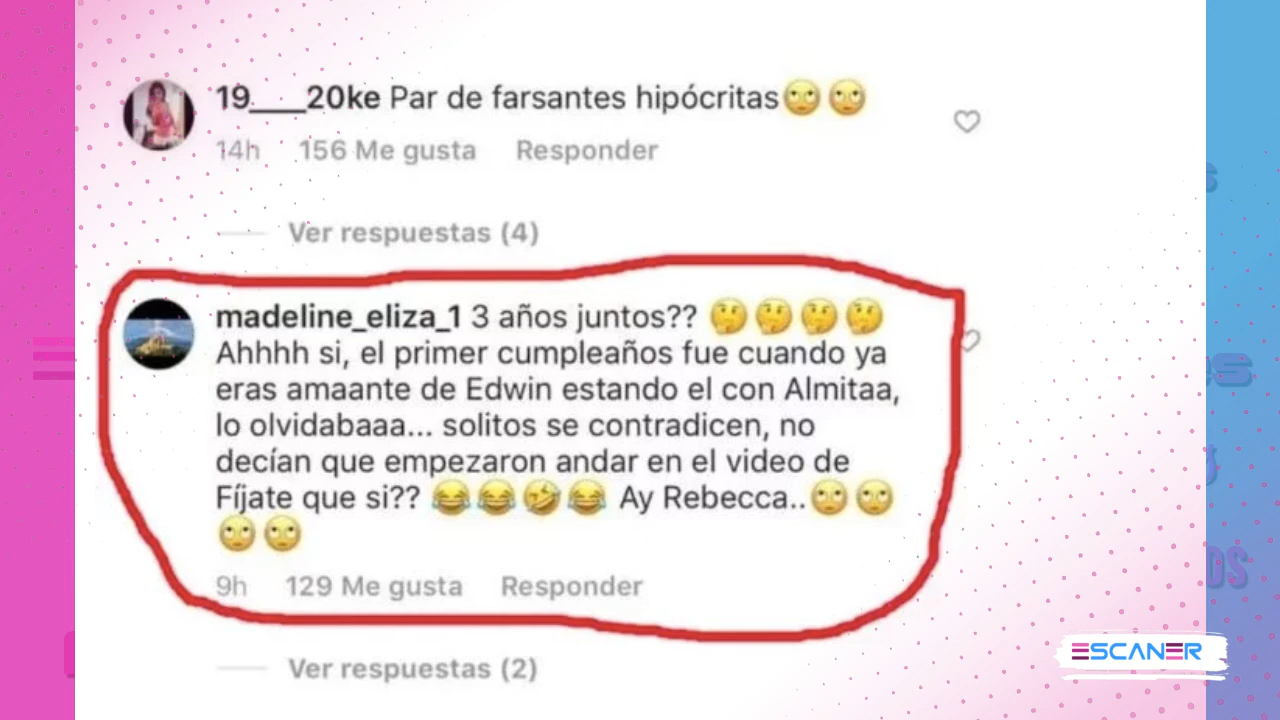 19____20ke Par de farsantes hipócritas🙄🙄
14h 156 Me gusta Responder
Ver respuestas (4)
madeline_eliza_1 3 años juntos?? 🤔🤔🤔🤔
Ahhhh si, el primer cumpleaños fue cuando ya
eras amaante de Edwin estando el con Almitaa,
lo olvidabaaa... solitos se contradicen, no
decían que empezaron andar en el video de
Fíjate que si?? 😂😂🤣😂 Ay Rebecca..🙄🙄
🙄🙄
9h 129 Me gusta Responder
Ver respuestas (2)
ESCANER